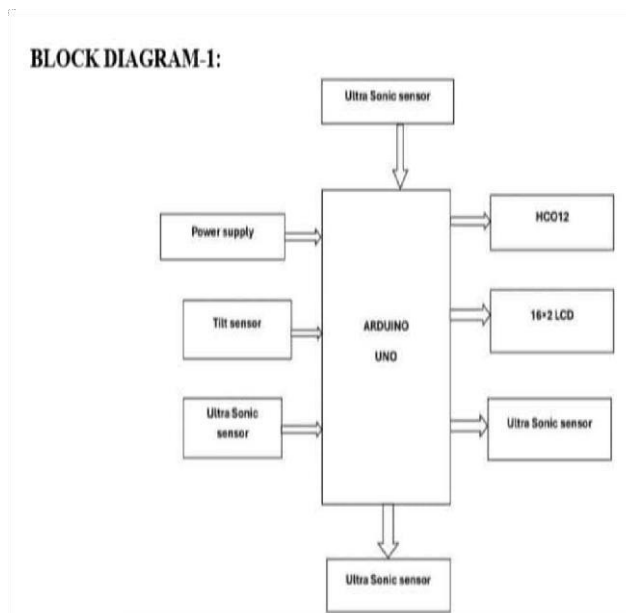 BLOCK DIAGRAM-1:
Ultra Sonic sensor
Power supply
HCO12
Tilt sensor
ARDUINO
UNO
16*2 LCD
Ultra Sonic
sensor
Ultra Sonic sensor
Ultra Sonic sensor